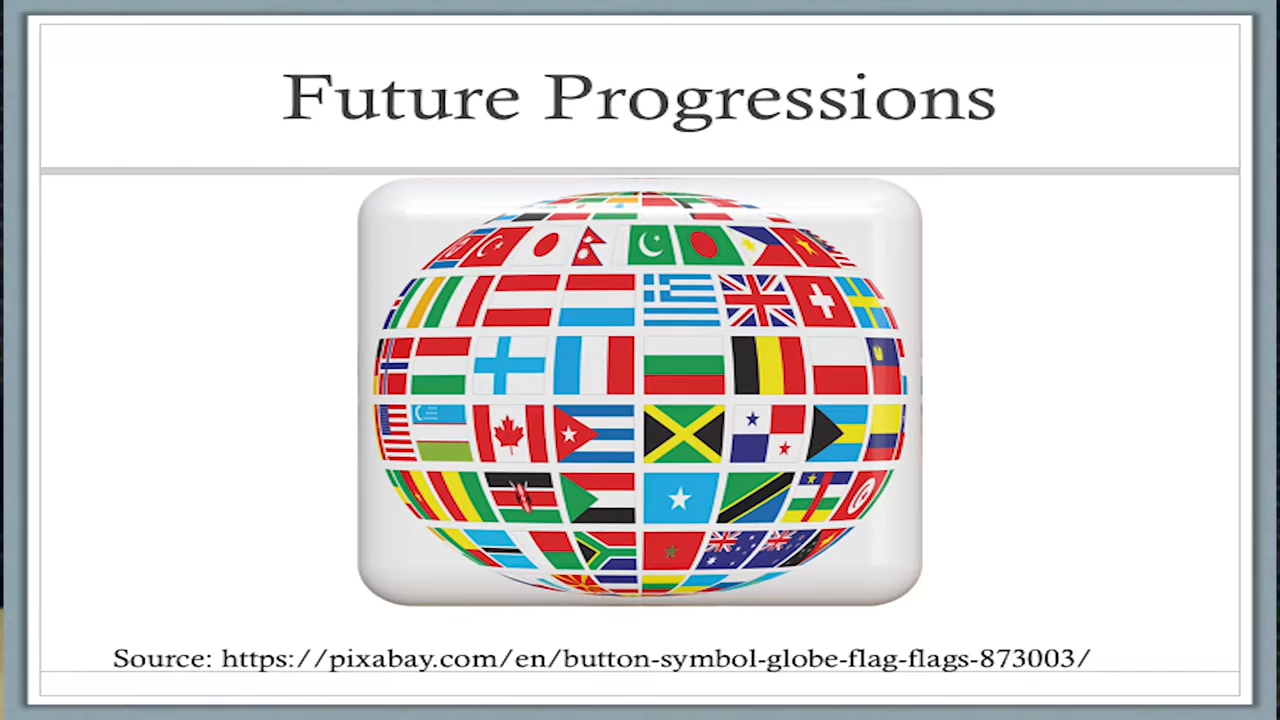 Future Progressions
Source: https://pixabay.com/en/button-symbol-globe-flag-flags-873003/